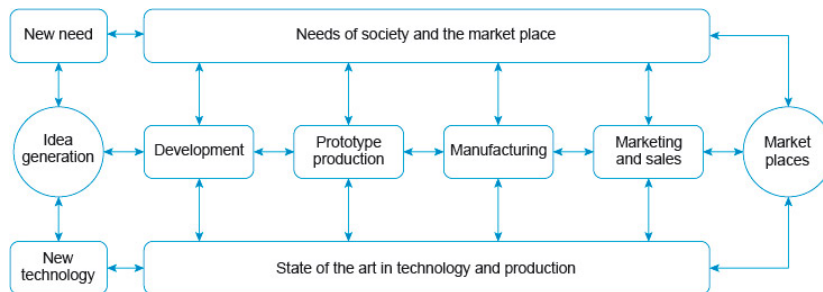 New need
Needs of society and the market place
Idea
generation
Development
Prototype
production
Manufacturing
Marketing
and sales
Market
places
New
technology
State of the art in technology and production